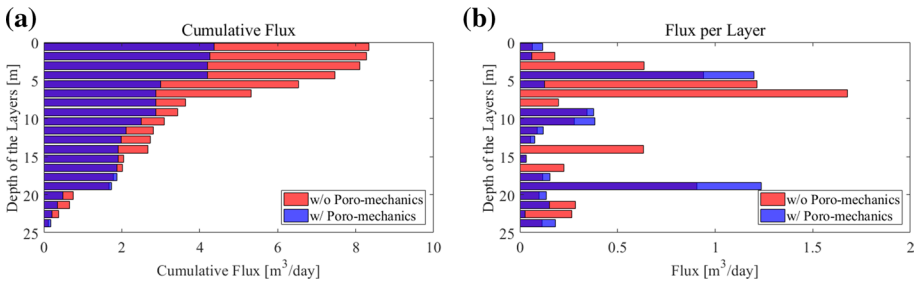 (a)
Cumulative Flux
Depth of the Layers [m]
0
5
10
15
20
25
w/o Poro-mechanics
w/ Poro-mechanics
0 2 4 6 8 10
Cumulative Flux [m³/day]
(b)
Flux per Layer
Depth of the Layers [m]
0
5
10
15
20
25
w/o Poro-mechanics
w/ Poro-mechanics
0 0.5 1 1.5 2
Flux [m³/day]